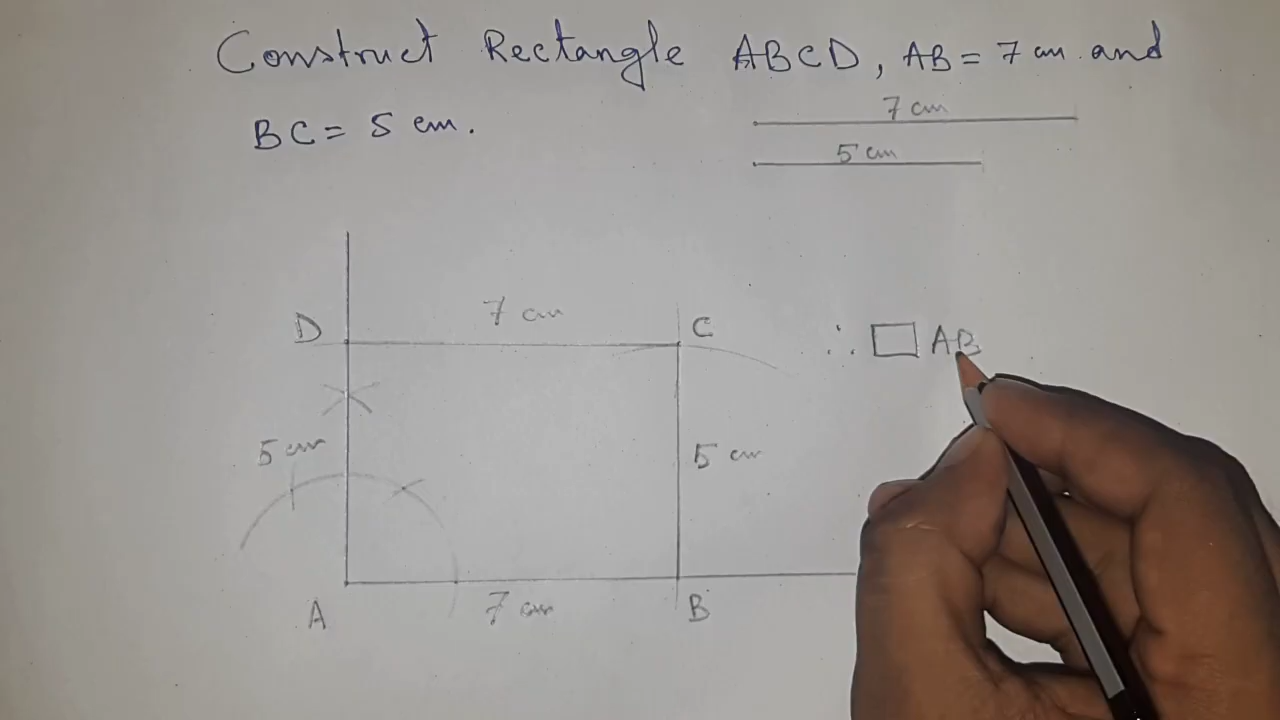 Construct Rectangle ABCD, AB = 7 cm and
BC = 5 cm.
7 cm
5 cm
D
7 cm
C
∴ □ AB
5 cm
5 cm
A
7 cm
B